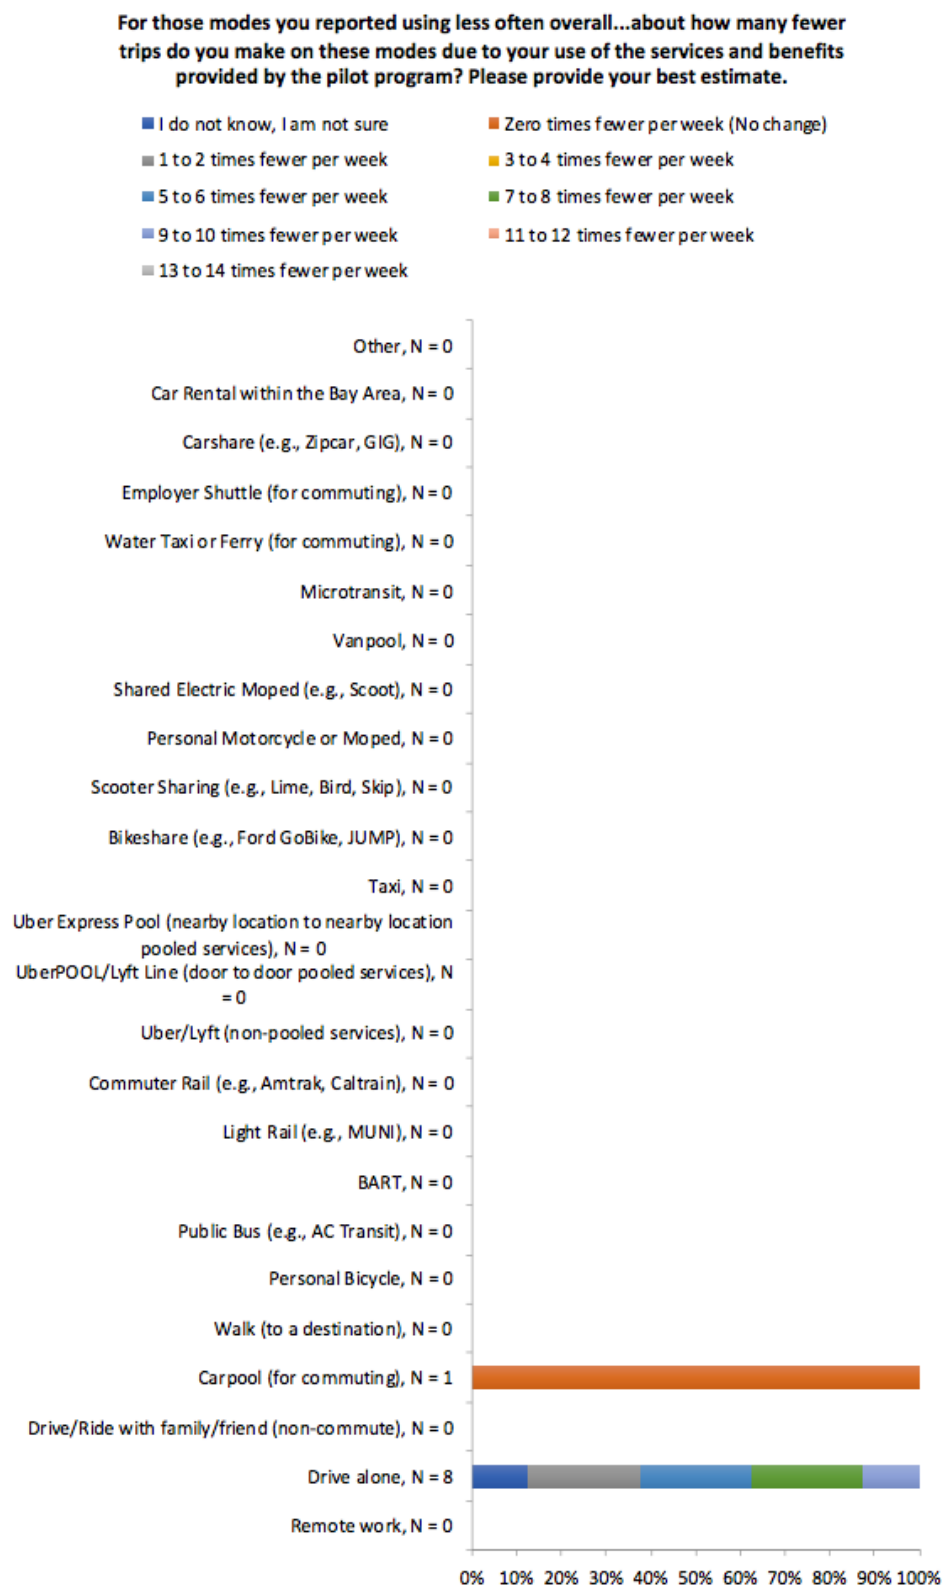 For those modes you reported using less often overall...about how many fewer
trips do you make on these modes due to your use of the services and benefits
provided by the pilot program? Please provide your best estimate.
I do not know, I am not sure
Zero times fewer per week (No change)
1 to 2 times fewer per week
3 to 4 times fewer per week
5 to 6 times fewer per week
7 to 8 times fewer per week
9 to 10 times fewer per week
11 to 12 times fewer per week
13 to 14 times fewer per week
Other, N = 0
Car Rental within the Bay Area, N = 0
Carshare (e.g., Zipcar, GIG), N = 0
Employer Shuttle (for commuting), N = 0
Water Taxi or Ferry (for commuting), N = 0
Microtransit, N = 0
Vanpool, N = 0
Shared Electric Moped (e.g., Scoot), N = 0
Personal Motorcycle or Moped, N = 0
Scooter Sharing (e.g., Lime, Bird, Skip), N = 0
Bikeshare (e.g., Ford GoBike, JUMP), N = 0
Taxi, N = 0
Uber Express Pool (nearby location to nearby location
pooled services), N = 0
UberPOOL/Lyft Line (door to door pooled services), N
= 0
Uber/Lyft (non-pooled services), N = 0
Commuter Rail (e.g., Amtrak, Caltrain), N = 0
Light Rail (e.g., MUNI), N = 0
BART, N = 0
Public Bus (e.g., AC Transit), N = 0
Personal Bicycle, N = 0
Walk (to a destination), N = 0
Carpool (for commuting), N = 1
Drive/Ride with family/friend (non-commute), N = 0
Drive alone, N = 8
Remote work, N = 0
0% 10% 20% 30% 40% 50% 60% 70% 80% 90% 100%